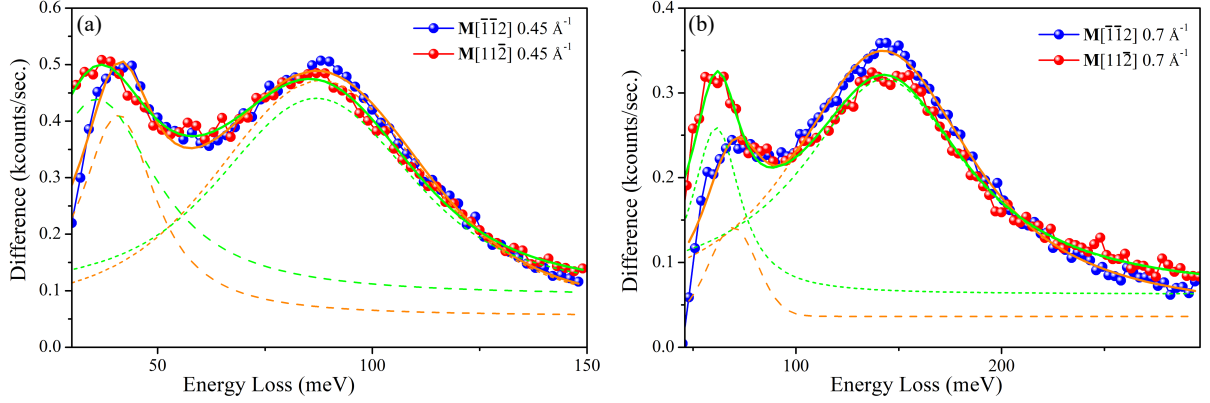 (a)
M[1̅1̅2] 0.45 Å⁻¹
M[112̅] 0.45 Å⁻¹
Difference (kcounts/sec.)
0.6
0.5
0.4
0.3
0.2
0.1
0.0
50
100
150
Energy Loss (meV)
(b)
M[1̅1̅2] 0.7 Å⁻¹
M[112̅] 0.7 Å⁻¹
Difference (kcounts/sec.)
0.4
0.3
0.2
0.1
0.0
100
200
Energy Loss (meV)